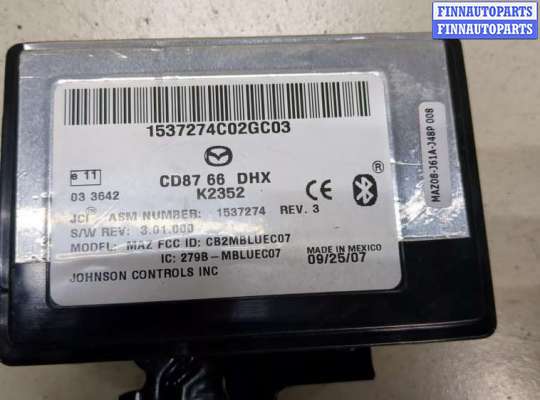 FINNAUTOPARTS
FINNAUTOPARTS
1537274C02GC03
e 11
03 3642
CD87 66 DHX
K2352
CE
®
JCI® ASM NUMBER: 1537274 REV. 3
S/W REV: 3.01.000
MODEL: MAZ FCC ID: CB2MBLUEC07
IC: 279B-MBLUEC07
MADE IN MEXICO
09/25/07
JOHNSON CONTROLS INC
MAZ08-J61A-J48P 008